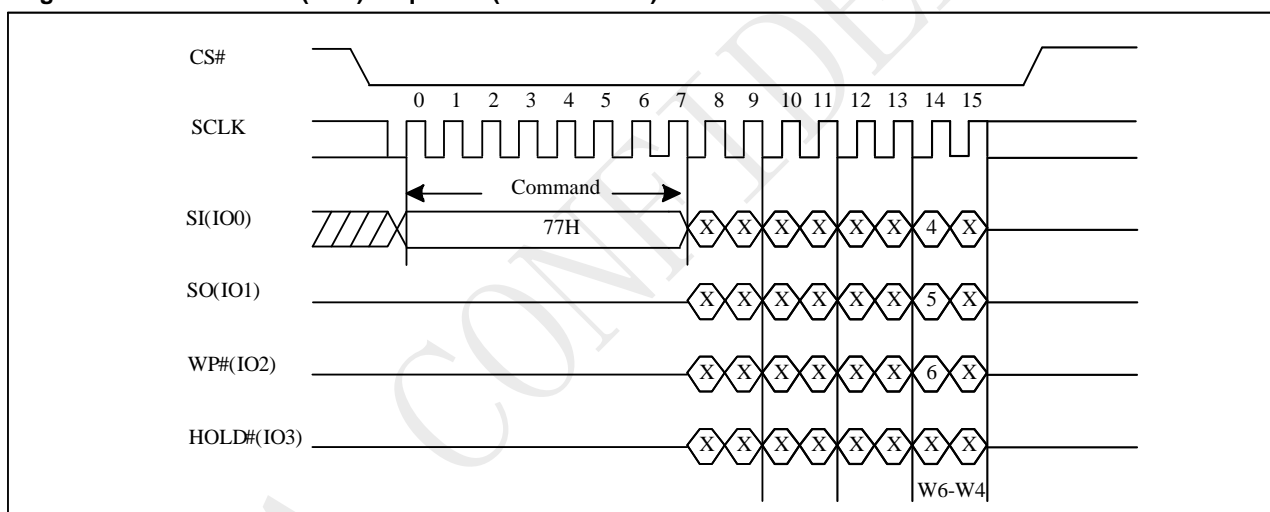 CS#
0 1 2 3 4 5 6 7 8 9 10 11 12 13 14 15
SCLK
Command
SI(IO0) 77H X X X X X X 4 X
SO(IO1) X X X X X X 5 X
WP#(IO2) X X X X X X 6 X
HOLD#(IO3) X X X X X X X X
W6-W4